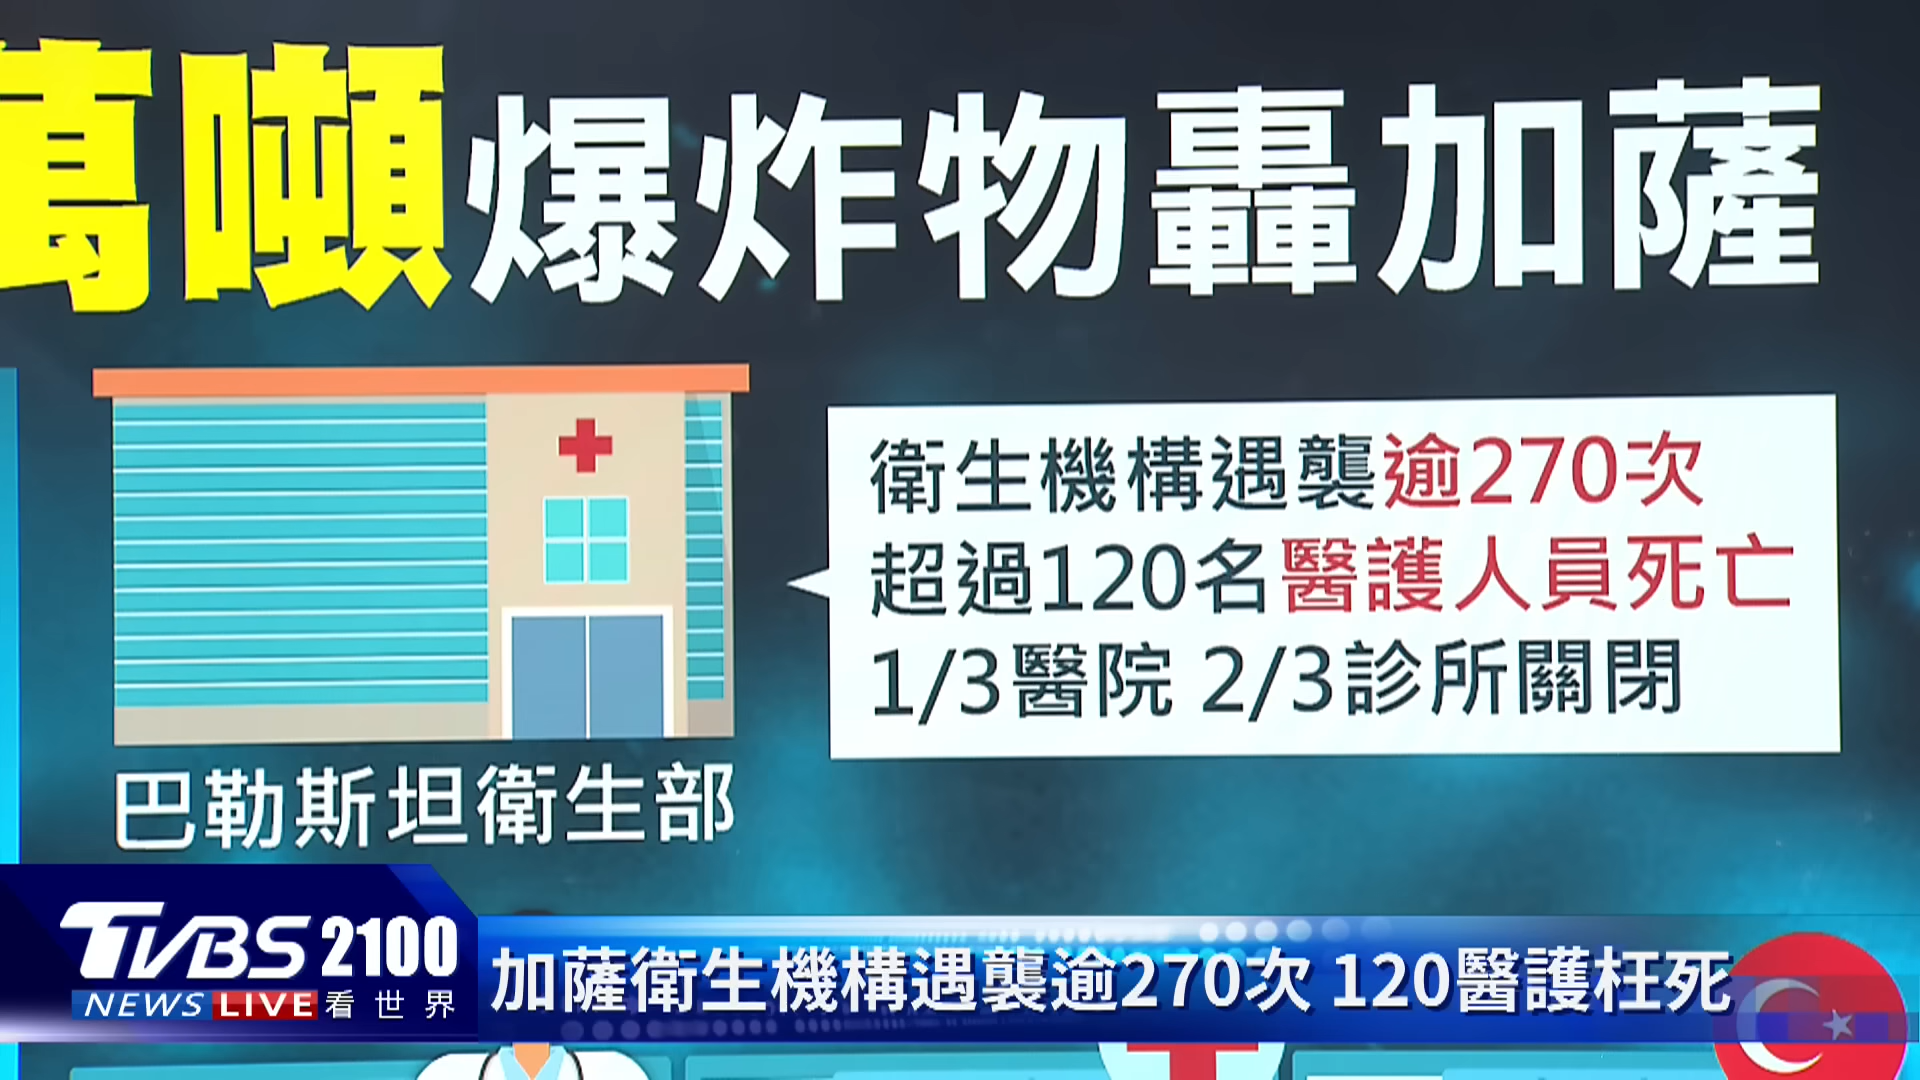 萬噸爆炸物轟加薩
衛生機構遇襲逾270次
超過120名醫護人員死亡
1/3醫院 2/3診所關閉
巴勒斯坦衛生部
TVBS 2100
NEWS LIVE 看世界
加薩衛生機構遇襲逾270次 120醫護枉死